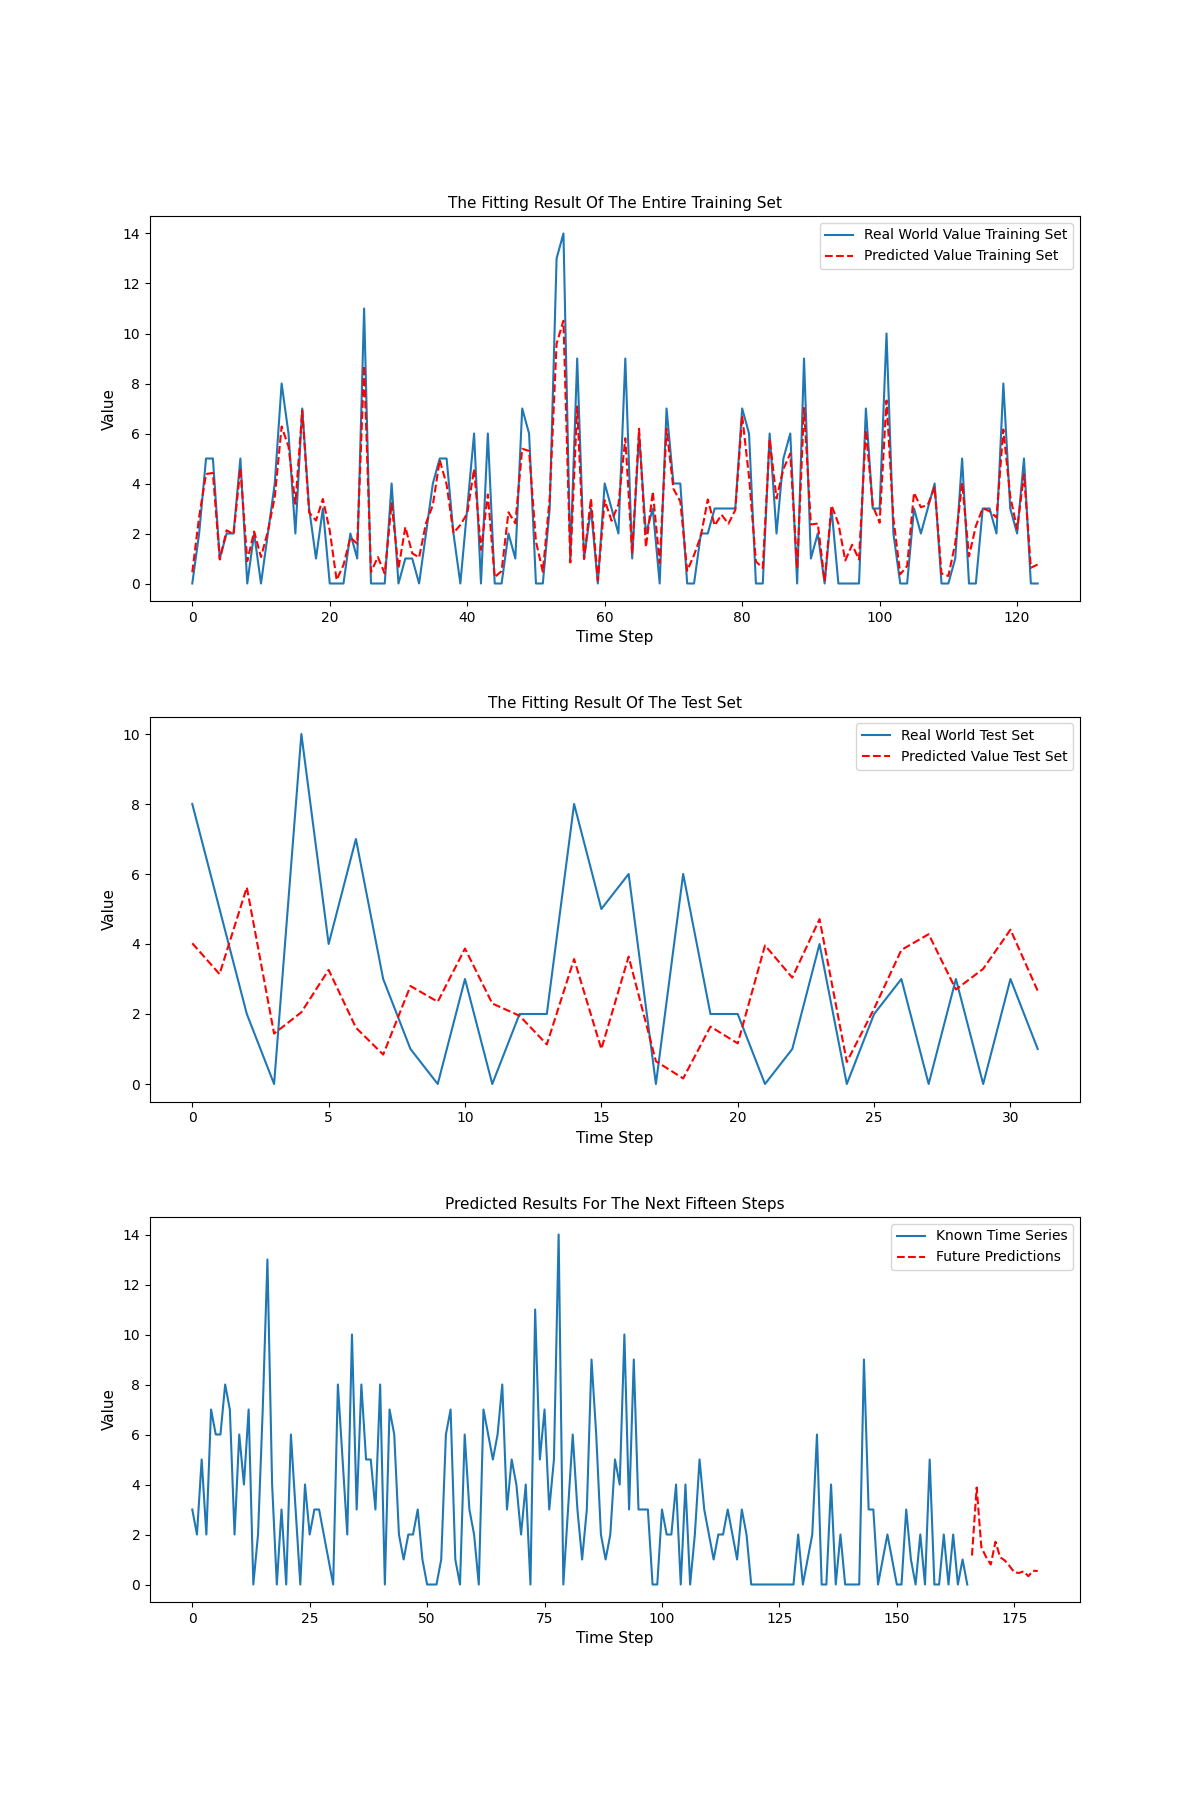 The Fitting Result Of The Entire Training Set
Real World Value Training Set
Predicted Value Training Set
Value
14
12
10
8
6
4
2
0
0 20 40 60 80 100 120
Time Step
The Fitting Result Of The Test Set
Real World Test Set
Predicted Value Test Set
Value
10
8
6
4
2
0
0 5 10 15 20 25 30
Time Step
Predicted Results For The Next Fifteen Steps
Known Time Series
Future Predictions
Value
14
12
10
8
6
4
2
0
0 25 50 75 100 125 150 175
Time Step